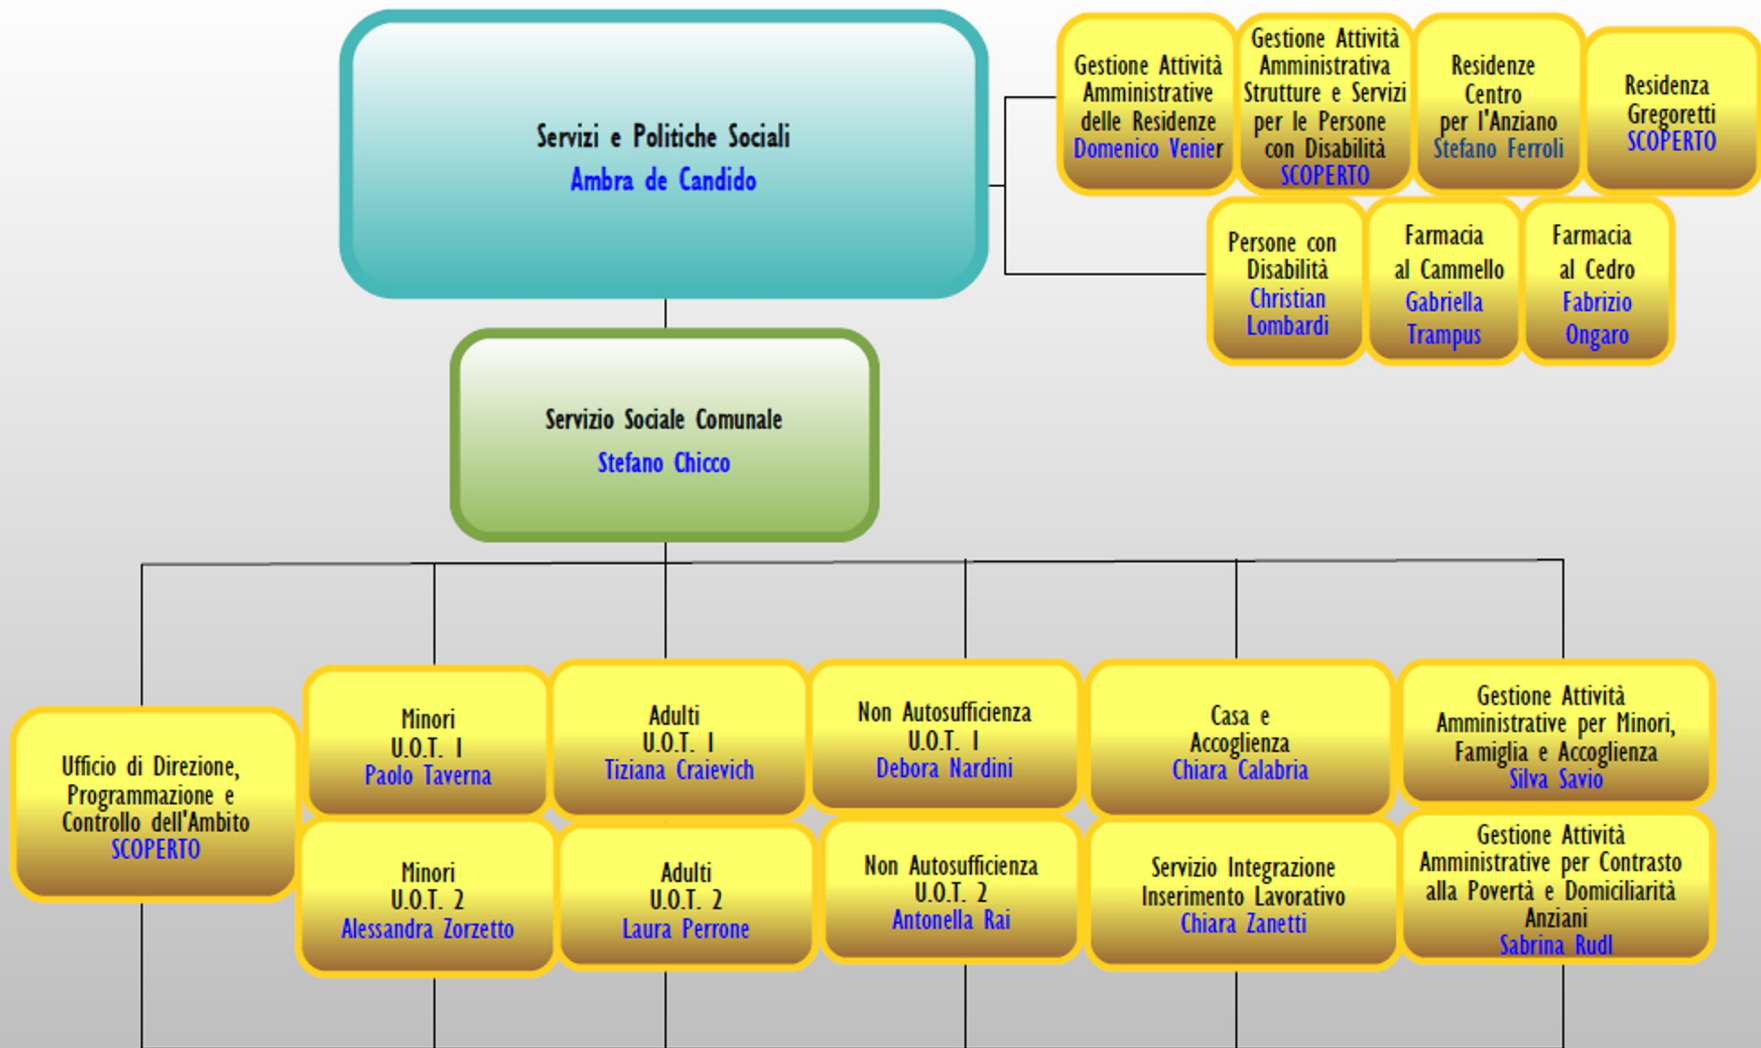 Servizi e Politiche Sociali
Ambra de Candido
Gestione Attività
Amministrative
delle Residenze
Domenico Venier
Gestione Attività
Amministrativa
Strutture e Servizi
per le Persone
con Disabilità
SCOPERTO
Residenze
Centro
per l'Anziano
Stefano Ferroli
Residenza
Gregoretti
SCOPERTO
Persone con
Disabilità
Christian
Lombardi
Farmacia
al Cammello
Gabriella
Trampus
Farmacia
al Cedro
Fabrizio
Ongaro
Servizio Sociale Comunale
Stefano Chicco
Ufficio di Direzione,
Programmazione e
Controllo dell'Ambito
SCOPERTO
Minori
U.O.T. 1
Paolo Taverna
Adulti
U.O.T. 1
Tiziana Craievich
Non Autosufficienza
U.O.T. 1
Debora Nardini
Casa e
Accoglienza
Chiara Calabria
Gestione Attività
Amministrative per Minori,
Famiglia e Accoglienza
Silva Savio
Minori
U.O.T. 2
Alessandra Zorzetto
Adulti
U.O.T. 2
Laura Perrone
Non Autosufficienza
U.O.T. 2
Antonella Rai
Servizio Integrazione
Inserimento Lavorativo
Chiara Zanetti
Gestione Attività
Amministrative per Contrasto
alla Povertà e Domiciliarità
Anziani
Sabrina Rudl